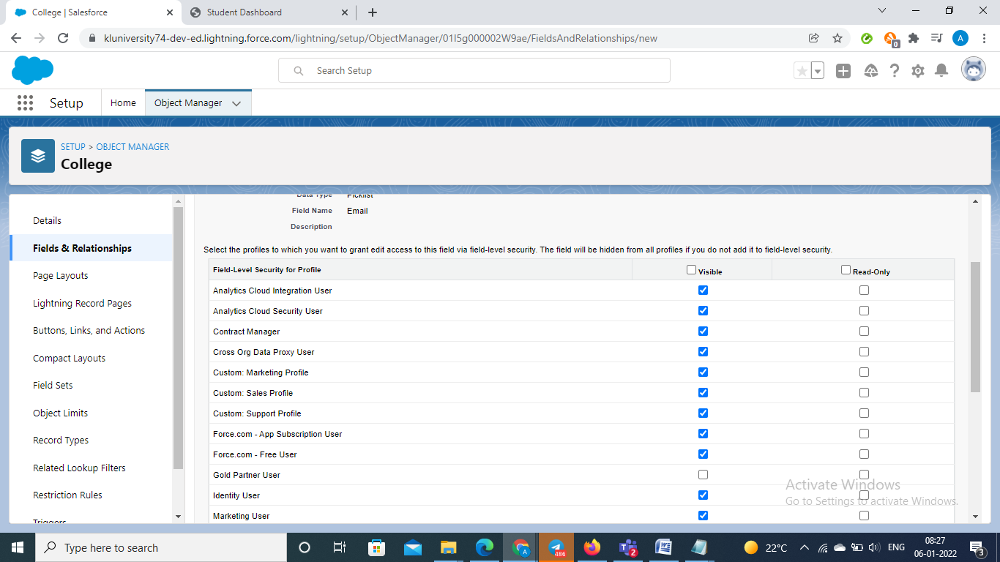 College | Salesforce
Student Dashboard
kluniversity74-dev-ed.lightning.force.com/lightning/setup/ObjectManager/01I5g000002W9ae/FieldsAndRelationships/new
0
A
Search Setup
Setup
Home
Object Manager
SETUP > OBJECT MANAGER
College
Details
Fields & Relationships
Page Layouts
Lightning Record Pages
Buttons, Links, and Actions
Compact Layouts
Field Sets
Object Limits
Record Types
Related Lookup Filters
Restriction Rules
Triggers
Data Type Picklist
Field Name Email
Description
Select the profiles to which you want to grant edit access to this field via field-level security. The field will be hidden from all profiles if you do not add it to field-level security.
Field-Level Security for Profile Visible Read-Only
Analytics Cloud Integration User
Analytics Cloud Security User
Contract Manager
Cross Org Data Proxy User
Custom: Marketing Profile
Custom: Sales Profile
Custom: Support Profile
Force.com - App Subscription User
Force.com - Free User
Gold Partner User
Identity User
Marketing User
Activate Windows
Go to Settings to activate Windows.
Type here to search
A
486
2
22°C
ENG
08:27
06-01-2022
3